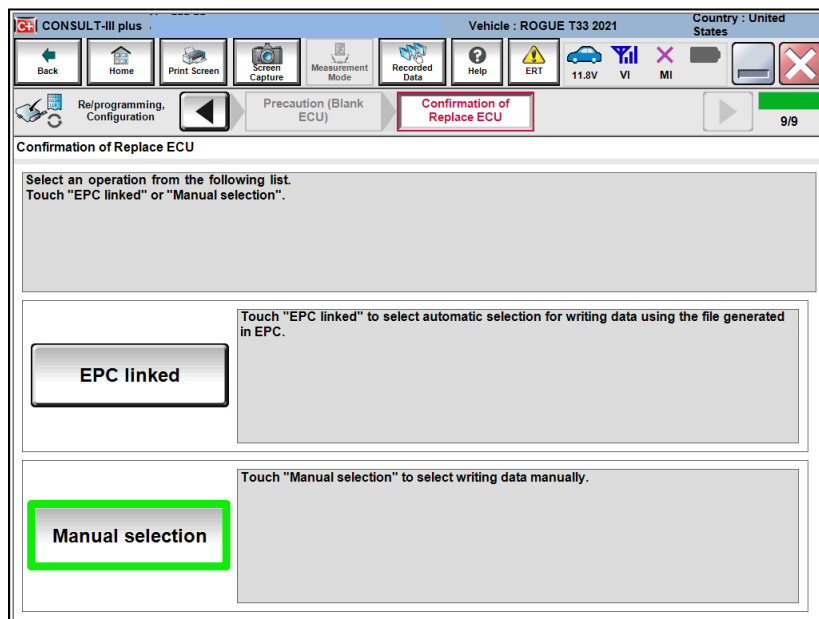 C+ CONSULT-III plus
Vehicle : ROGUE T33 2021
Country : United
States
Back
Home
Print Screen
Screen
Capture
Measurement
Mode
Recorded
Data
Help
ERT
11.8V
VI
MI
Re/programming,
Configuration
Precaution (Blank
ECU)
Confirmation of
Replace ECU
9/9
Confirmation of Replace ECU
Select an operation from the following list.
Touch "EPC linked" or "Manual selection".
EPC linked
Touch "EPC linked" to select automatic selection for writing data using the file generated
in EPC.
Manual selection
Touch "Manual selection" to select writing data manually.